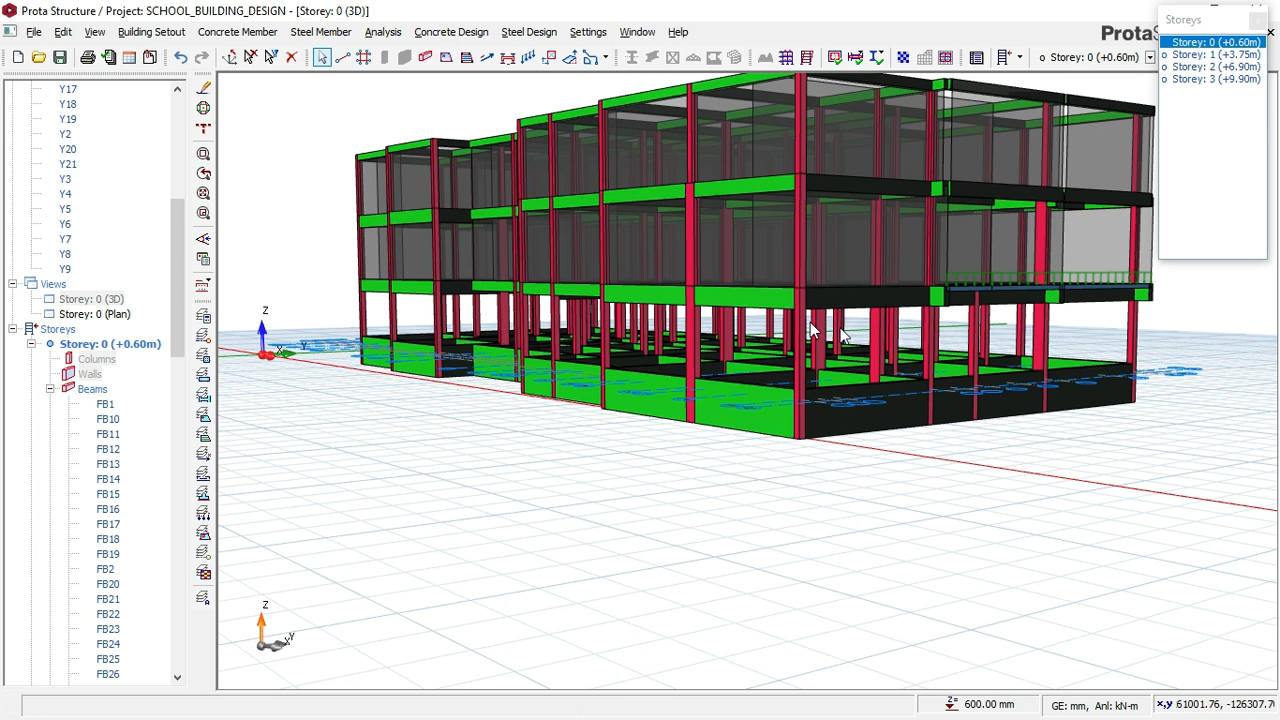 Prota Structure / Project: SCHOOL_BUILDING_DESIGN - [Storey: 0 (3D)]
File Edit View Building Setout Concrete Member Steel Member Analysis Concrete Design Steel Design Settings Window Help
Storey: 0 (+0.60m)
Storeys
Storey: 0 (+0.60m)
Storey: 1 (+3.75m)
Storey: 2 (+6.90m)
Storey: 3 (+9.90m)
Y17
Y18
Y19
Y2
Y20
Y21
Y3
Y4
Y5
Y6
Y7
Y8
Y9
Views
Storey: 0 (3D)
Storey: 0 (Plan)
Storeys
Storey: 0 (+0.60m)
Columns
Walls
Beams
FB1
FB10
FB11
FB12
FB13
FB14
FB15
FB16
FB17
FB18
FB19
FB2
FB20
FB21
FB22
FB23
FB24
FB25
FB26
Z
X
Y
Z
X
Y
Z=
600.00 mm
GE: mm, Anl: kN-m
x,y 61001.76, -126307.7